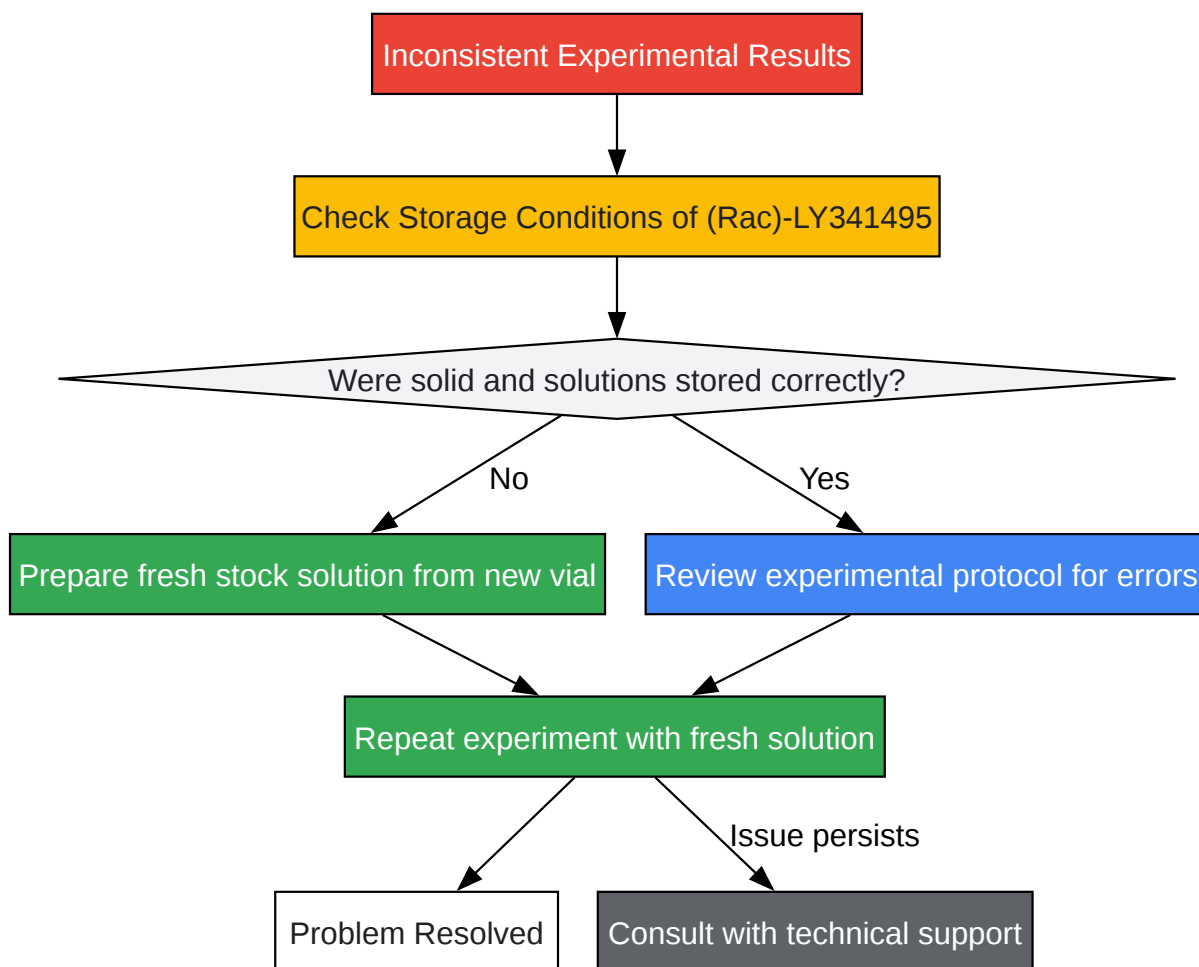 Inconsistent Experimental Results
Check Storage Conditions of (Rac)-LY341495
Were solid and solutions stored correctly?
No
Yes
Prepare fresh stock solution from new vial
Review experimental protocol for errors
Repeat experiment with fresh solution
Issue persists
Problem Resolved
Consult with technical support